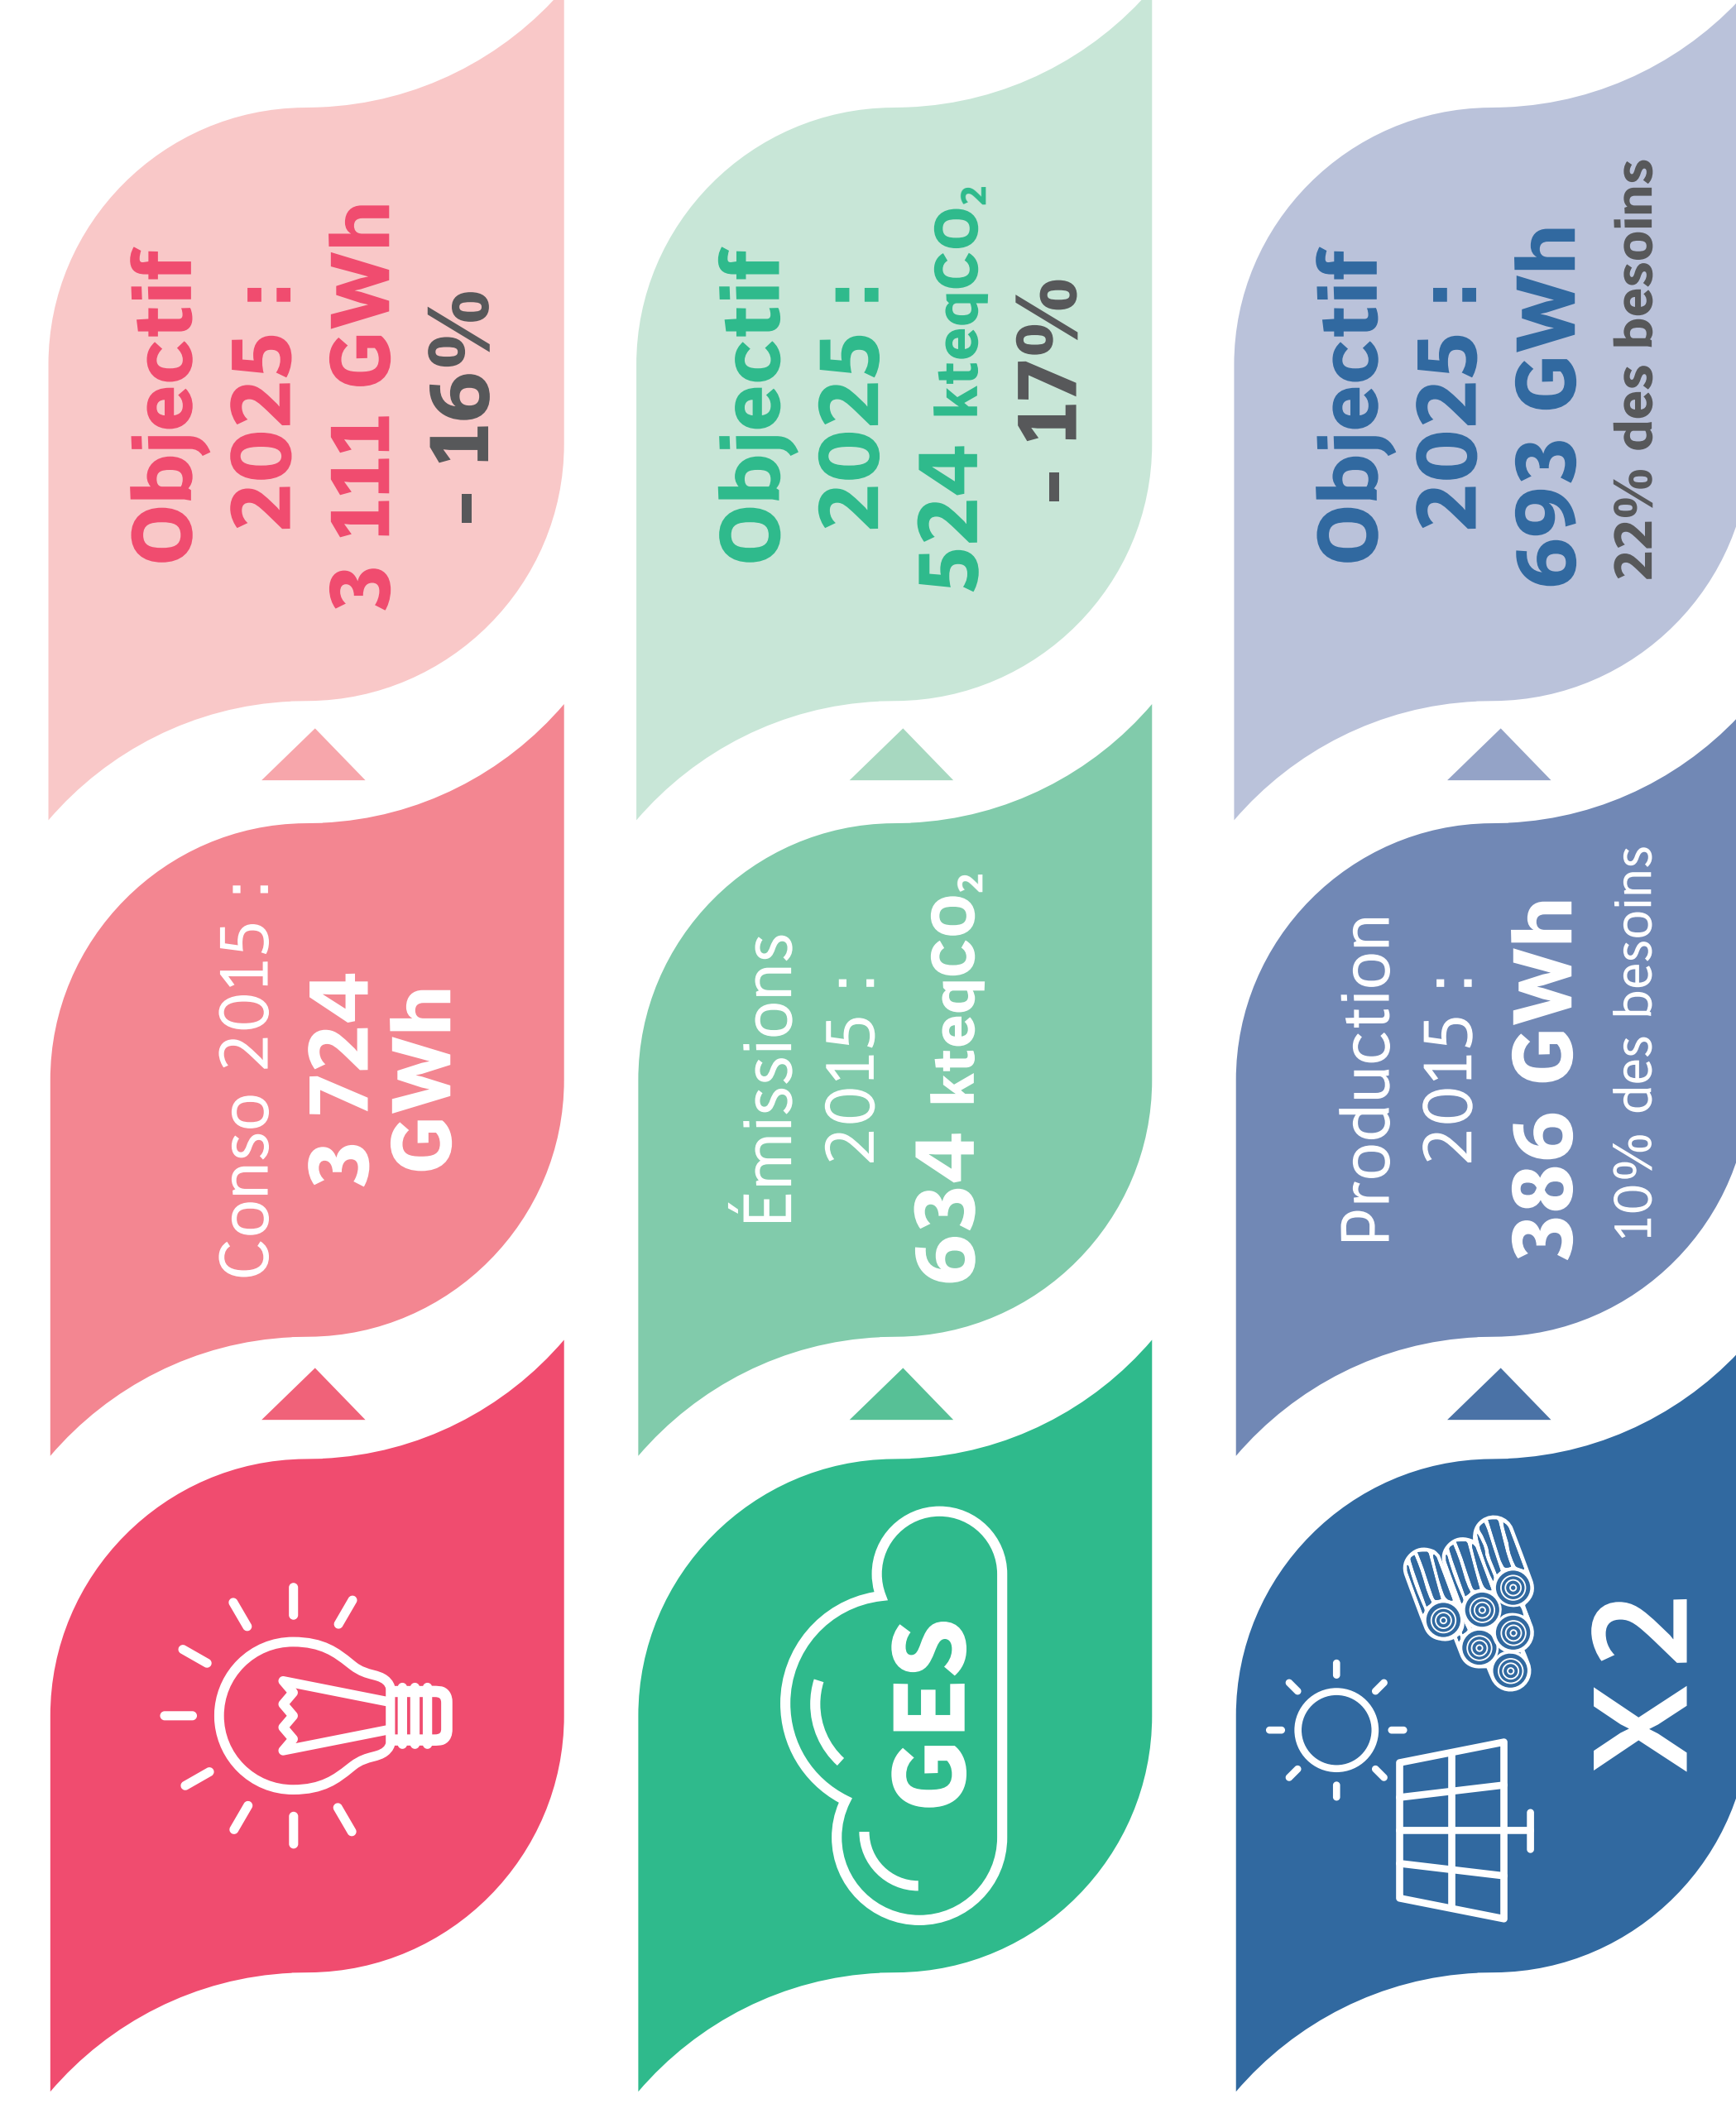 Conso 2015 :
3 724
GWh
Objectif
2025 :
3 111 GWh
- 16%
GES
Émissions
2015 :
634 kteqco₂
Objectif
2025 :
524 kteqco₂
- 17%
X2
Production
2015 :
386 GWh
10% des besoins
Objectif
2025 :
693 GWh
22% des besoins